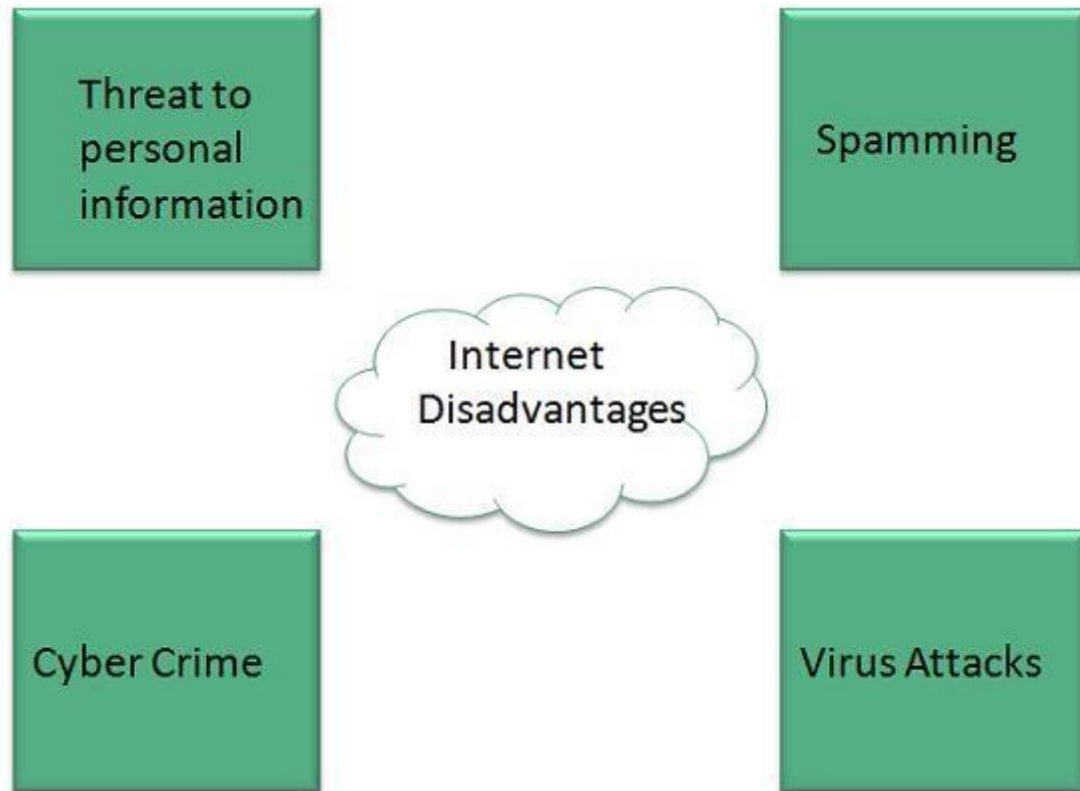 Threat to
personal
information
Spamming
Internet
Disadvantages
Cyber Crime
Virus Attacks